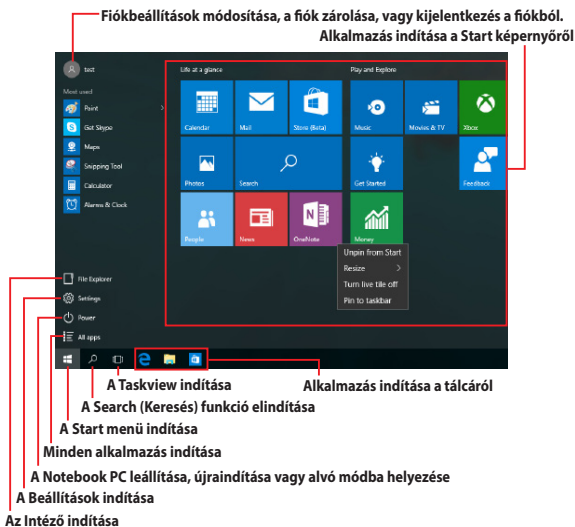 Fiókbeállítások módosítása, a fiók zárolása, vagy kijelentkezés a fiókból.
Alkalmazás indítása a Start képernyőről
test
Life at a glance
Play and Explore
Most used
Paint
Get Skype
Maps
Snipping Tool
Calculator
Alarms & Clock
Calendar
Mail
Store (Beta)
Music
Movies & TV
Xbox
Photos
Search
Get Started
Feedback
People
News
OneNote
Money
Unpin from Start
Resize
Turn live tile off
Pin to taskbar
File Explorer
Settings
Power
All apps
A Taskview indítása
Alkalmazás indítása a tálcáról
A Search (Keresés) funkció elindítása
A Start menü indítása
Minden alkalmazás indítása
A Notebook PC leállítása, újraindítása vagy alvó módba helyezése
A Beállítások indítása
Az Intéző indítása